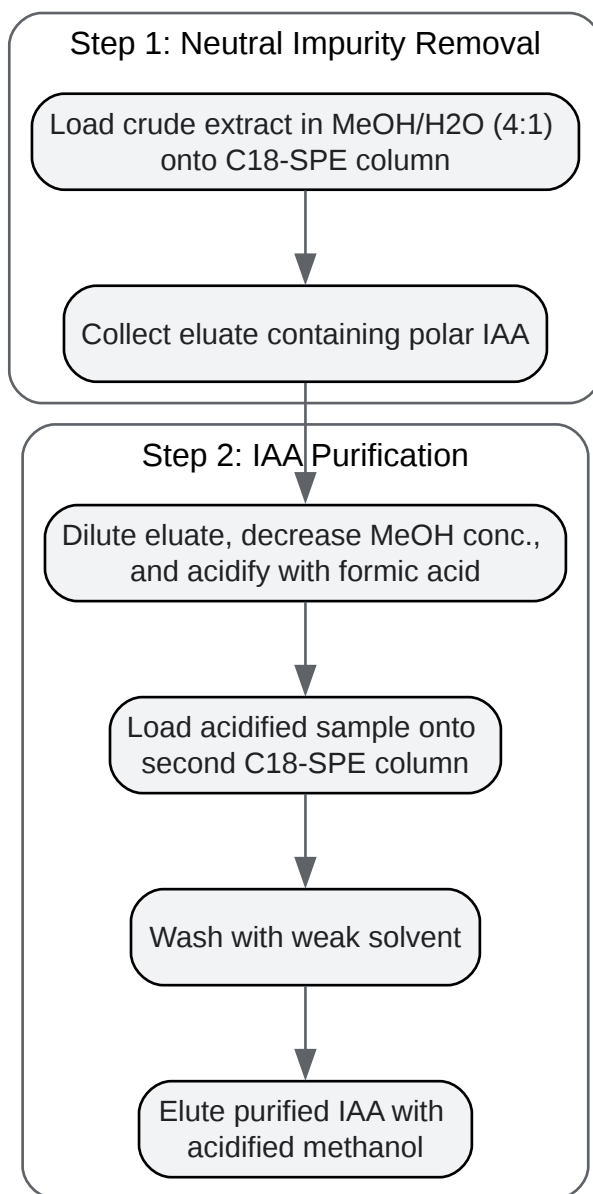 Step 1: Neutral Impurity Removal
Load crude extract in MeOH/H2O (4:1)
onto C18-SPE column
Collect eluate containing polar IAA
Step 2: IAA Purification
Dilute eluate, decrease MeOH conc.,
and acidify with formic acid
Load acidified sample onto
second C18-SPE column
Wash with weak solvent
Elute purified IAA with
acidified methanol